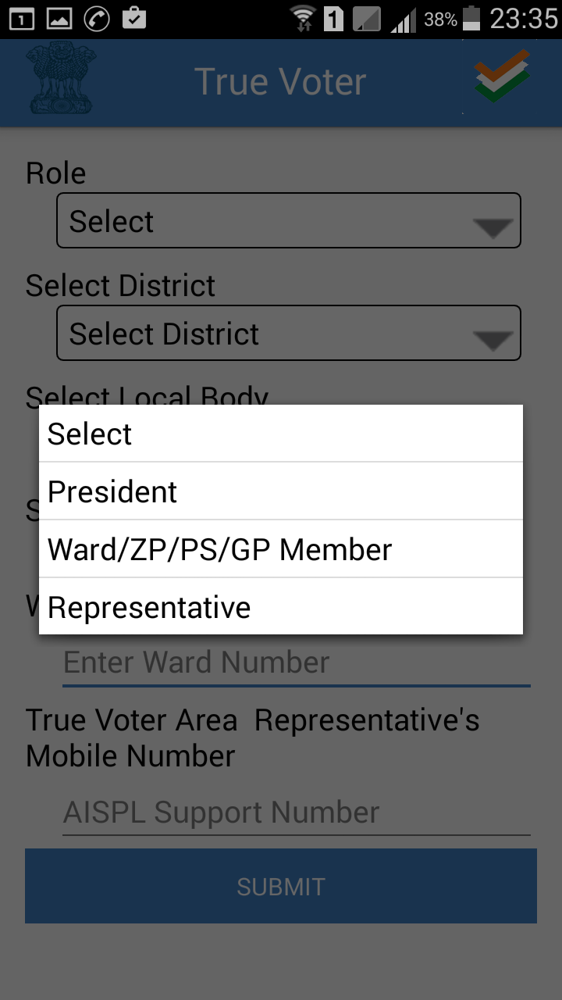 1
1
38%
23:35
True Voter
Role
Select
Select District
Select District
Select Local Body
Select
President
Ward/ZP/PS/GP Member
Representative
Enter Ward Number
True Voter Area  Representative's
Mobile Number
AISPL Support Number
SUBMIT